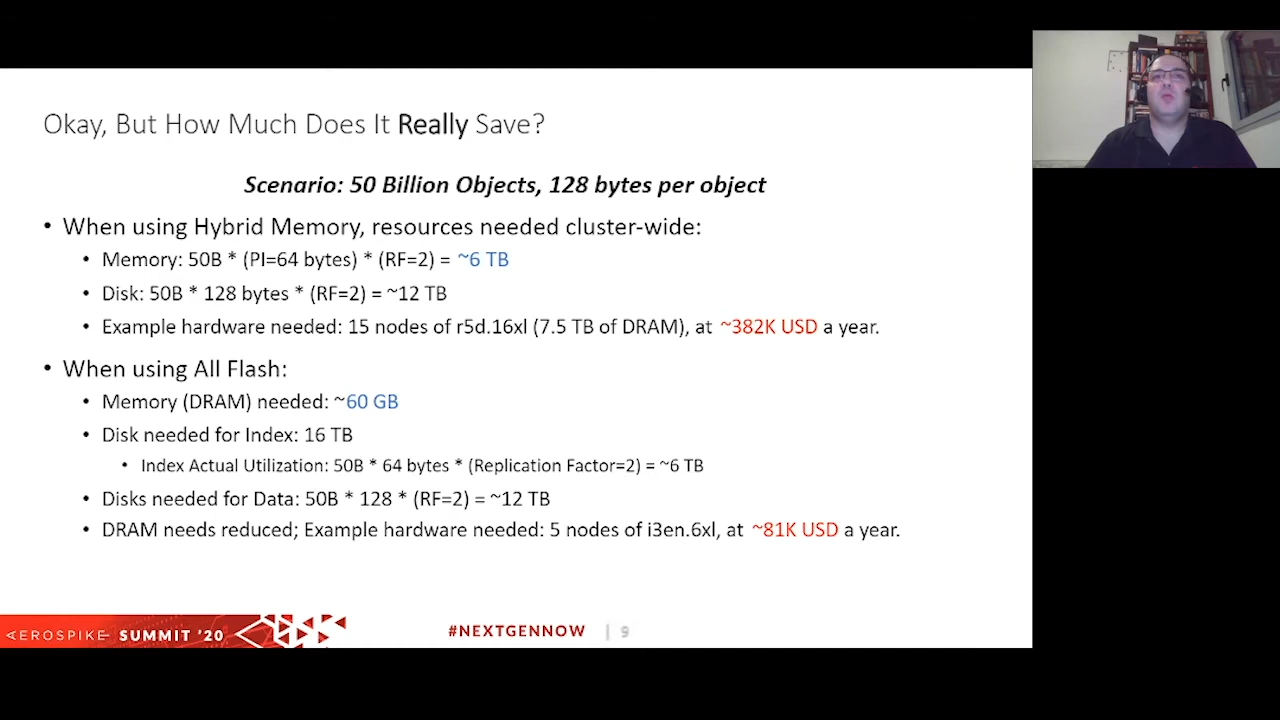 Okay, But How Much Does It Really Save?
Scenario: 50 Billion Objects, 128 bytes per object
• When using Hybrid Memory, resources needed cluster-wide:
• Memory: 50B * (PI=64 bytes) * (RF=2) = ~6 TB
• Disk: 50B * 128 bytes * (RF=2) = ~12 TB
• Example hardware needed: 15 nodes of r5d.16xl (7.5 TB of DRAM), at ~382K USD a year.
• When using All Flash:
• Memory (DRAM) needed: ~60 GB
• Disk needed for Index: 16 TB
• Index Actual Utilization: 50B * 64 bytes * (Replication Factor=2) = ~6 TB
• Disks needed for Data: 50B * 128 * (RF=2) = ~12 TB
• DRAM needs reduced; Example hardware needed: 5 nodes of i3en.6xl, at ~81K USD a year.
AEROSPIKE SUMMIT '20
#NEXTGENNOW | 9